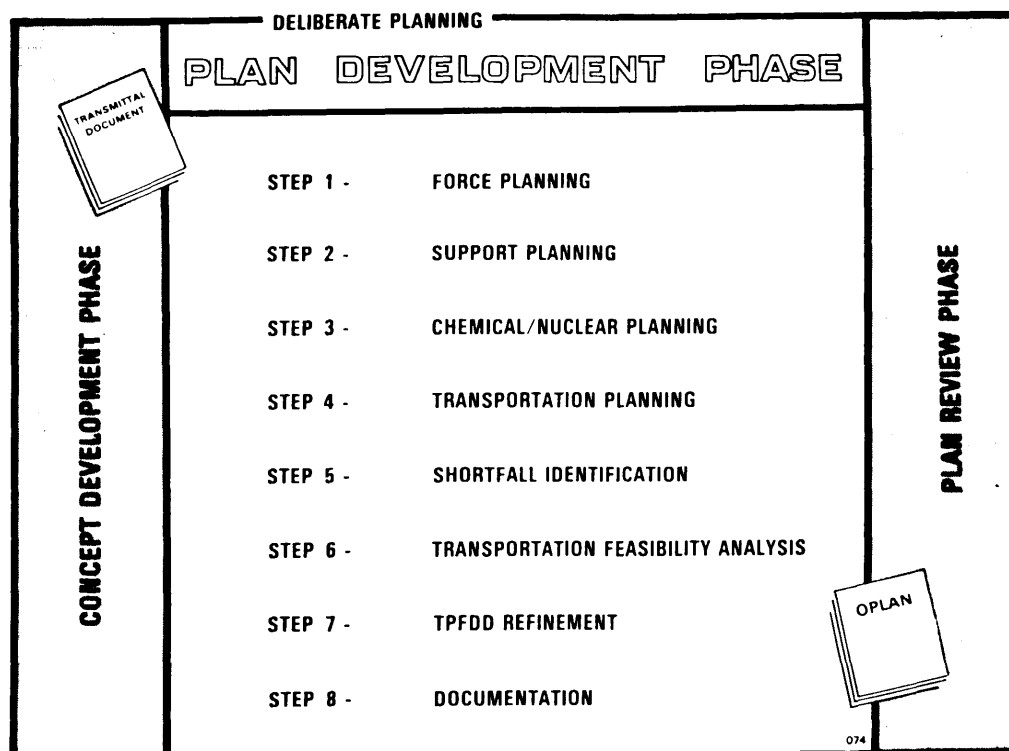 DELIBERATE PLANNING
PLAN DEVELOPMENT PHASE
TRANSMITTAL
DOCUMENT
CONCEPT DEVELOPMENT PHASE
STEP 1 - FORCE PLANNING
STEP 2 - SUPPORT PLANNING
STEP 3 - CHEMICAL/NUCLEAR PLANNING
STEP 4 - TRANSPORTATION PLANNING
STEP 5 - SHORTFALL IDENTIFICATION
STEP 6 - TRANSPORTATION FEASIBILITY ANALYSIS
STEP 7 - TPFDD REFINEMENT
STEP 8 - DOCUMENTATION
PLAN REVIEW PHASE
OPLAN
074